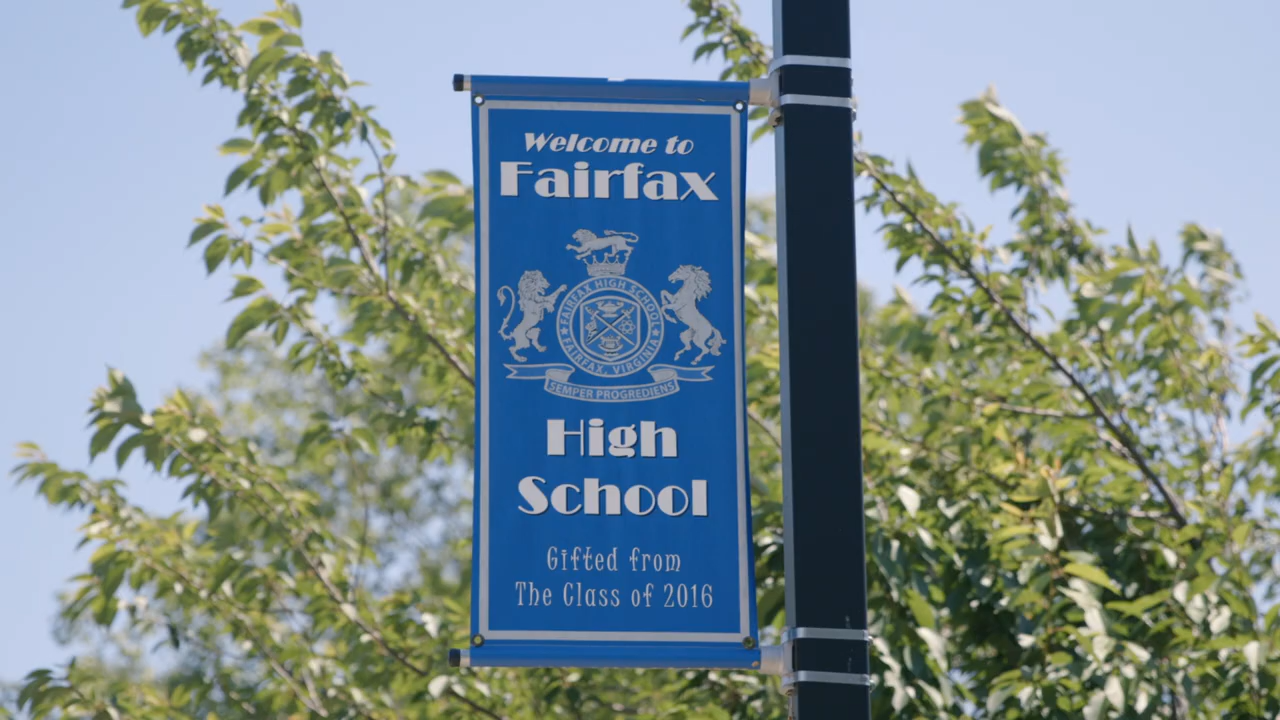 Welcome to
Fairfax
FAIRFAX HIGH SCHOOL
FAIRFAX, VIRGINIA
SEMPER PROGREDIENS
High
School
Gifted from
The Class of 2016